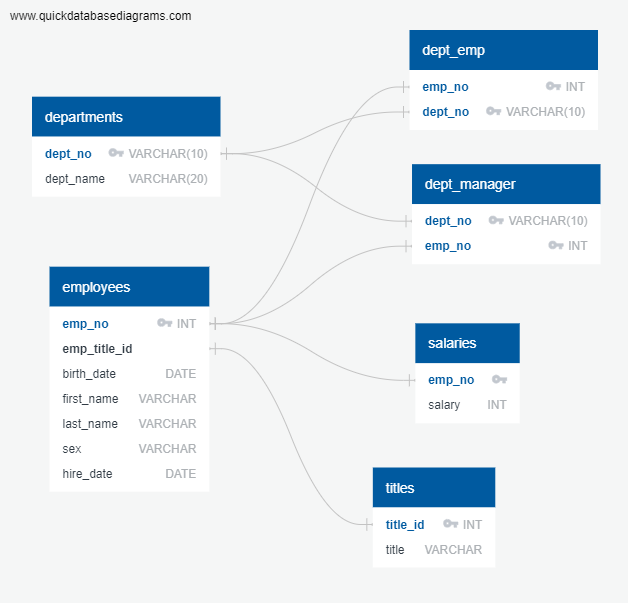 www.quickdatabasediagrams.com
dept_emp
emp_no INT
dept_no VARCHAR(10)
departments
dept_no VARCHAR(10)
dept_name VARCHAR(20)
dept_manager
dept_no VARCHAR(10)
emp_no INT
employees
emp_no INT
emp_title_id
birth_date DATE
first_name VARCHAR
last_name VARCHAR
sex VARCHAR
hire_date DATE
salaries
emp_no
salary INT
titles
title_id INT
title VARCHAR